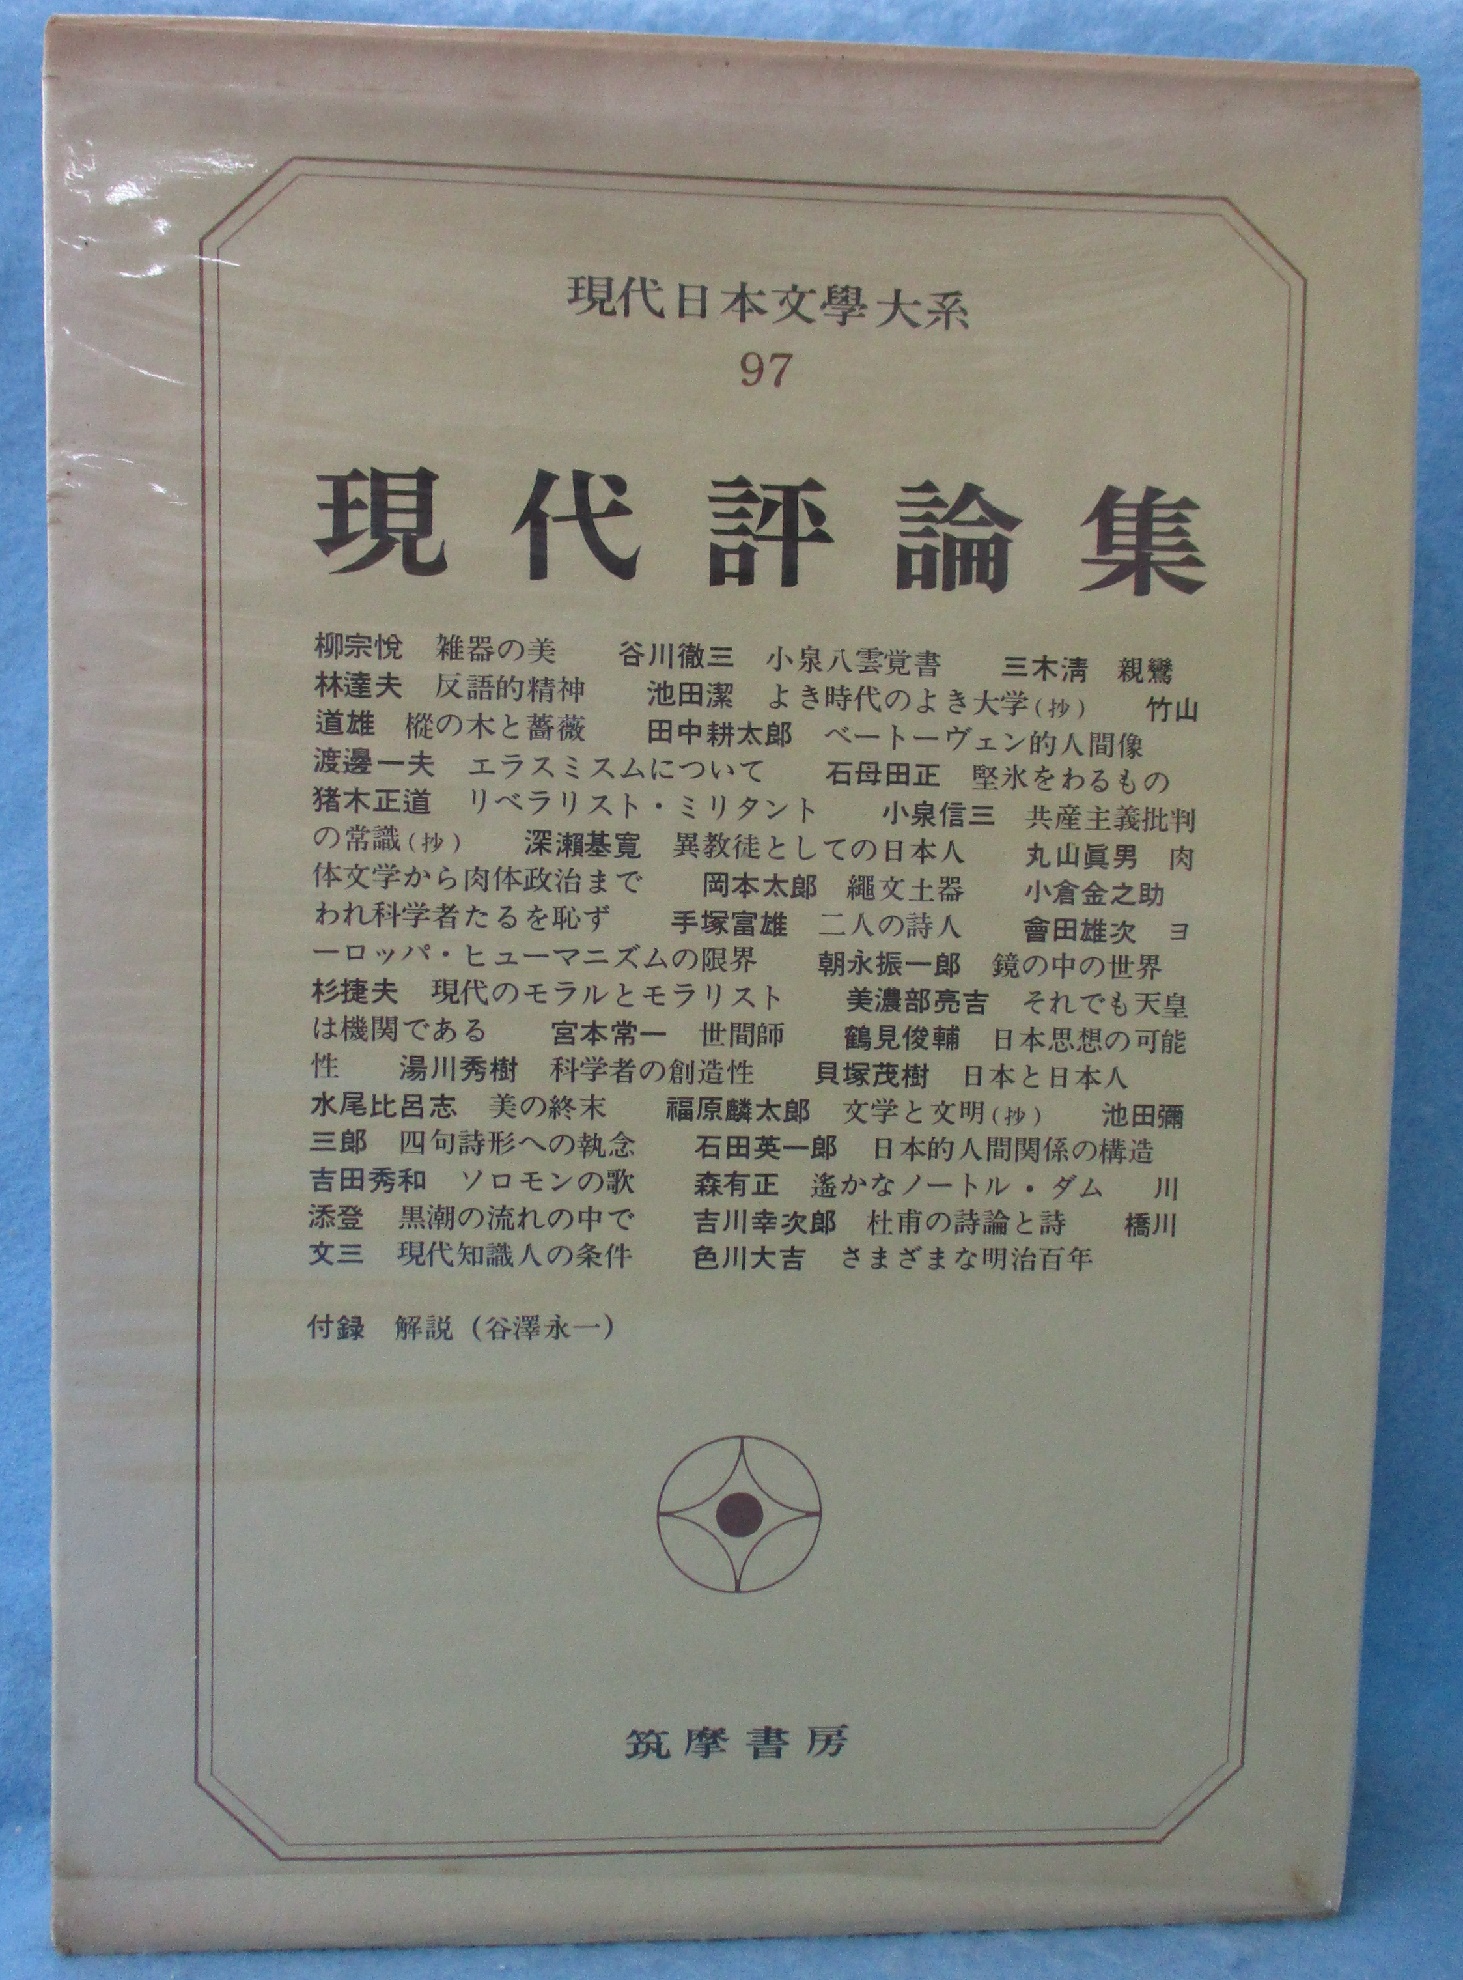 現代日本文學大系
97
現代評論集
柳宗悅 雑器の美 谷川徹三 小泉八雲覚書 三木淸 親鸞
林達夫 反語的精神 池田潔 よき時代のよき大学(抄) 竹山
道雄 樅の木と薔薇 田中耕太郎 ベートーヴェン的人間像
渡邊一夫 エラスミスムについて 石母田正 堅氷をわるもの
猪木正道 リベラリスト・ミリタント 小泉信三 共産主義批判
の常識(抄) 深瀨基寬 異教徒としての日本人 丸山眞男 肉
体文学から肉体政治まで 岡本太郎 繩文土器 小倉金之助
われ科学者たるを恥ず 手塚富雄 二人の詩人 會田雄次 ヨ
ーロッパ・ヒューマニズムの限界 朝永振一郎 鏡の中の世界
杉捷夫 現代のモラルとモラリスト 美濃部亮吉 それでも天皇
は機関である 宮本常一 世間師 鶴見俊輔 日本思想の可能
性 湯川秀樹 科学者の創造性 貝塚茂樹 日本と日本人
水尾比呂志 美の終末 福原麟太郎 文学と文明(抄) 池田彌
三郎 四句詩形への執念 石田英一郎 日本的人間関係の構造
吉田秀和 ソロモンの歌 森有正 遙かなノートル・ダム 川
添登 黒潮の流れの中で 吉川幸次郎 杜甫の詩論と詩 橋川
文三 現代知識人の条件 色川大吉 さまざまな明治百年
付録 解説(谷澤永一)
筑摩書房